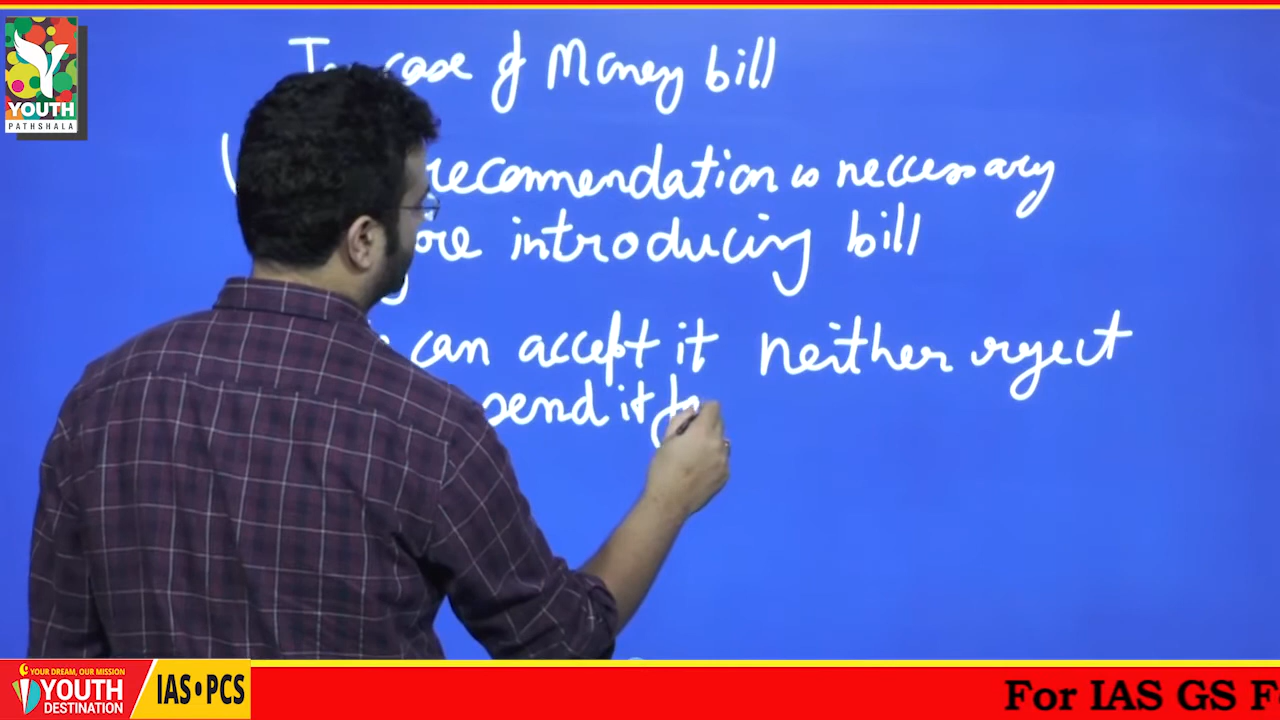 YOUTH
PATHSHALA
case of Money bill
recommendation is neccessary
introducing bill
can accept it neither reject
send it
YOUR DREAM, OUR MISSION
YOUTH
DESTINATION
IAS•PCS
For IAS GS F